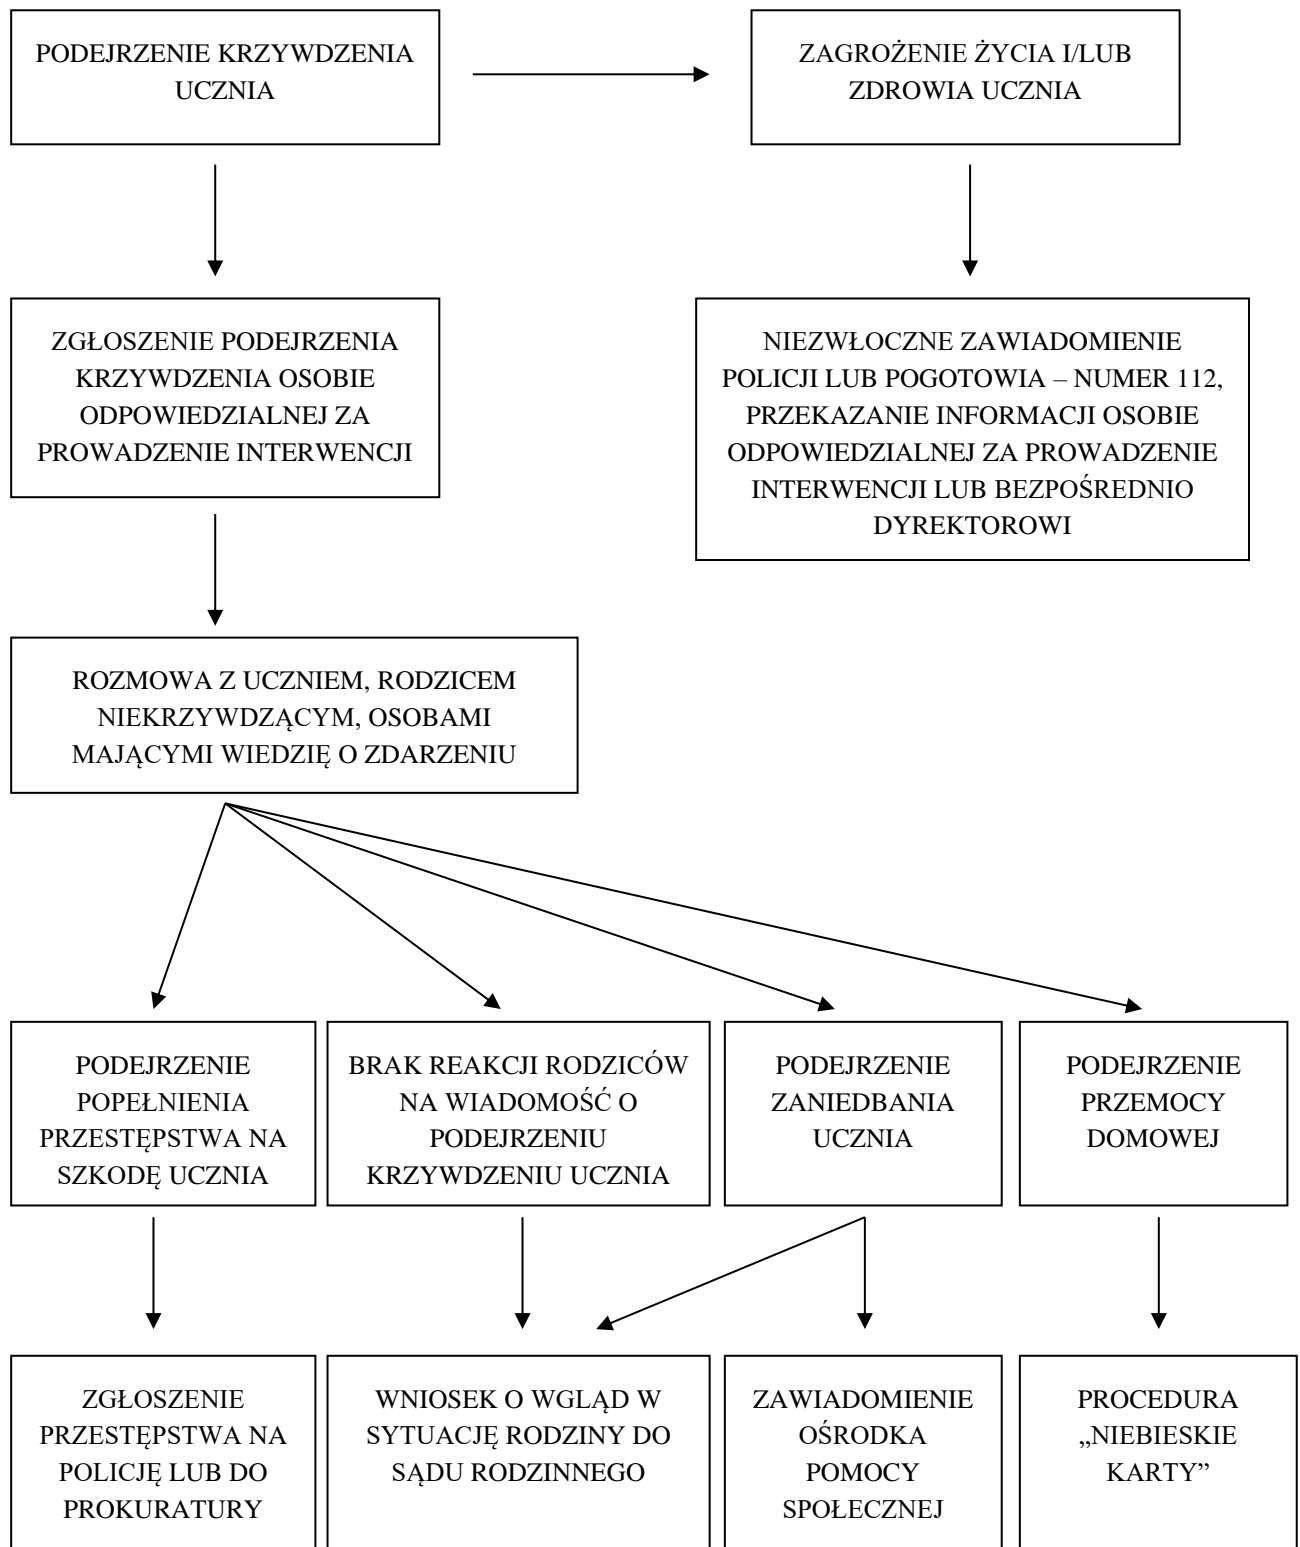 PODEJRZENIE KRZYWDZENIA
UCZNIA
ZAGROŻENIE ŻYCIA I/LUB
ZDROWIA UCZNIA
ZGŁOSZENIE PODEJRZENIA
KRZYWDZENIA OSOBIE
ODPOWIEDZIALNEJ ZA
PROWADZENIE INTERWENCJI
NIEZWŁOCZNE ZAWIADOMIENIE
POLICJI LUB POGOTOWIA – NUMER 112,
PRZEKAZANIE INFORMACJI OSOBIE
ODPOWIEDZIALNEJ ZA PROWADZENIE
INTERWENCJI LUB BEZPOŚREDNIO
DYREKTOROWI
ROZMOWA Z UCZNIEM, RODZICEM
NIEKRZYWDZĄCYM, OSOBAMI
MAJĄCYMI WIEDZIĘ O ZDARZENIU
PODEJRZENIE
POPEŁNIENIA
PRZESTĘPSTWA NA
SZKODĘ UCZNIA
BRAK REAKCJI RODZICÓW
NA WIADOMOŚĆ O
PODEJRZENIU
KRZYWDZENIU UCZNIA
PODEJRZENIE
ZANIEDBANIA
UCZNIA
PODEJRZENIE
PRZEMOCY
DOMOWEJ
ZGŁOSZENIE
PRZESTĘPSTWA NA
POLICJĘ LUB DO
PROKURATURY
WNIOSEK O WGLĄD W
SYTUACJĘ RODZINY DO
SĄDU RODZINNEGO
ZAWIADOMIENIE
OŚRODKA
POMOCY
SPOŁECZNEJ
PROCEDURA
„NIEBIESKIE
KARTY”